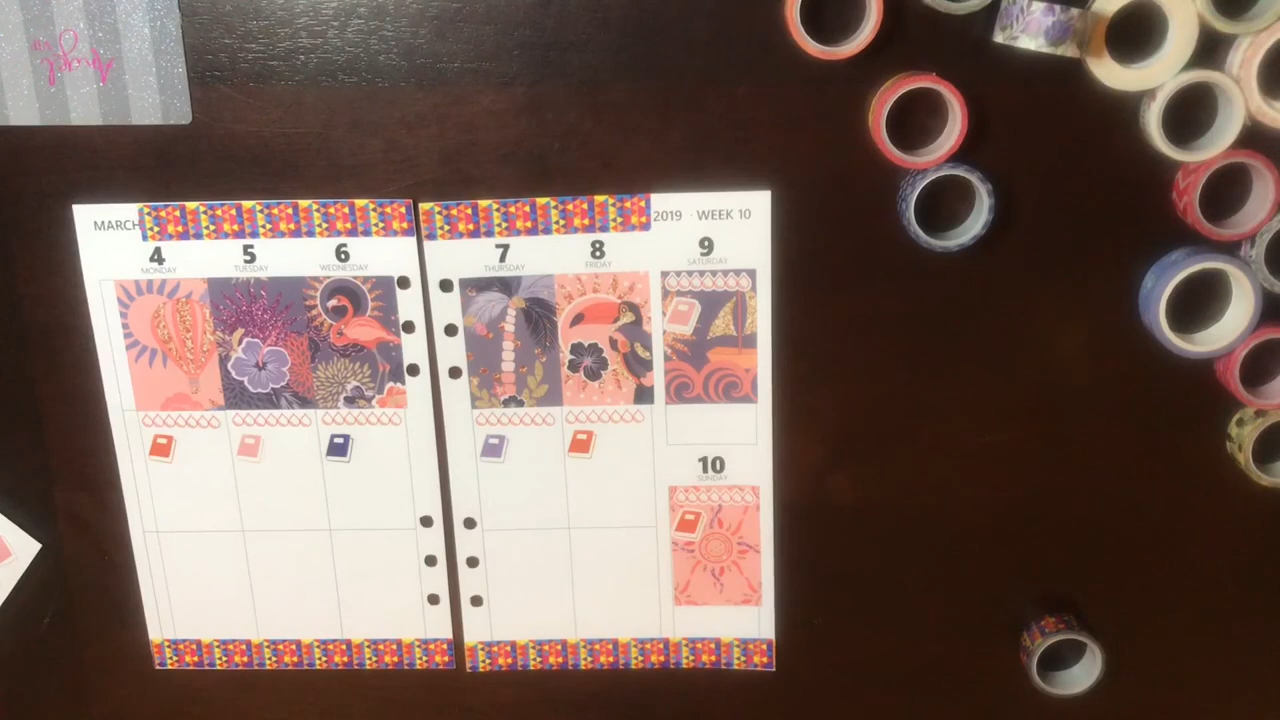 MARCH
2019 · WEEK 10
4 5 6 7 8 9
MONDAY TUESDAY WEDNESDAY THURSDAY FRIDAY SATURDAY
10
SUNDAY